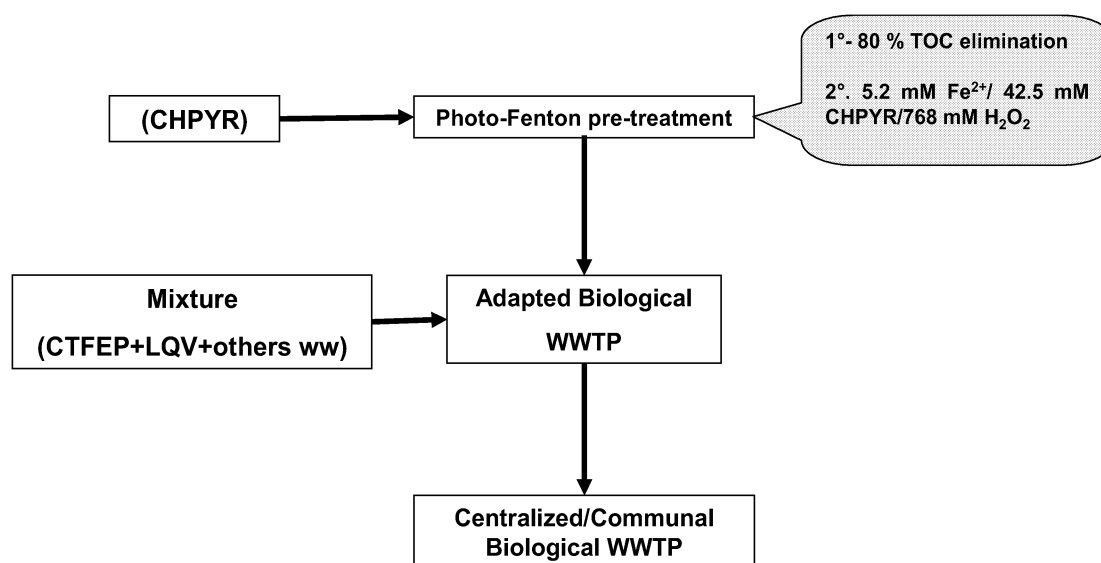 1°- 80 % TOC elimination
2°. 5.2 mM Fe²⁺/ 42.5 mM
CHPYR/768 mM H₂O₂
(CHPYR)
Photo-Fenton pre-treatment
Mixture
(CTFEP+LQV+others ww)
Adapted Biological
WWTP
Centralized/Communal
Biological WWTP